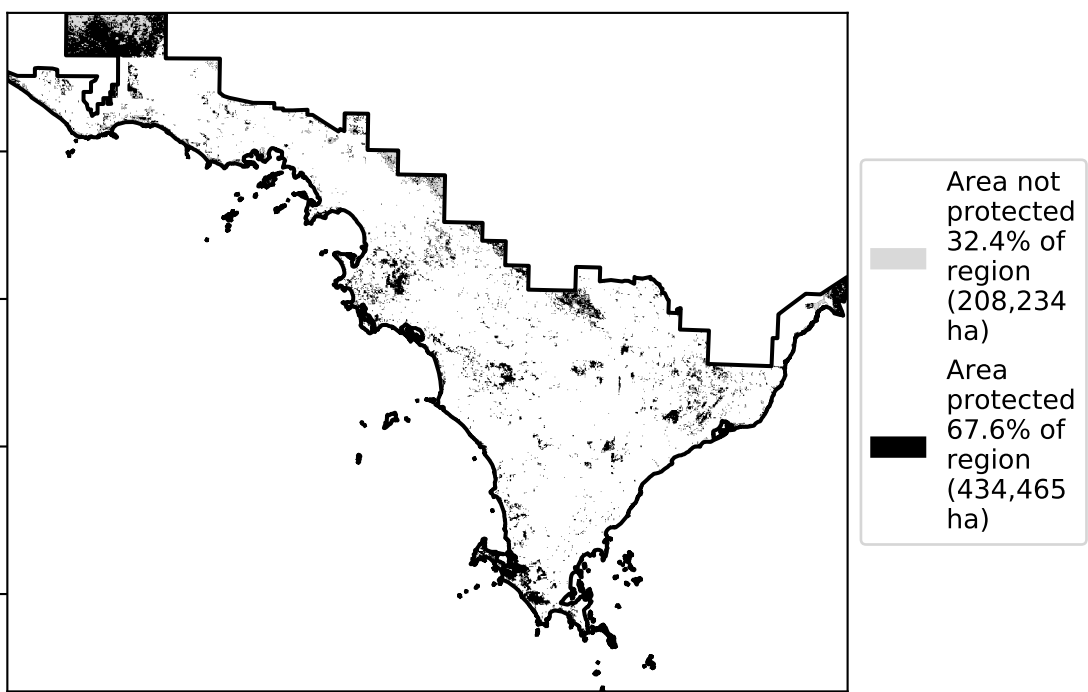 Area not
protected
32.4% of
region
(208,234
ha)
Area
protected
67.6% of
region
(434,465
ha)